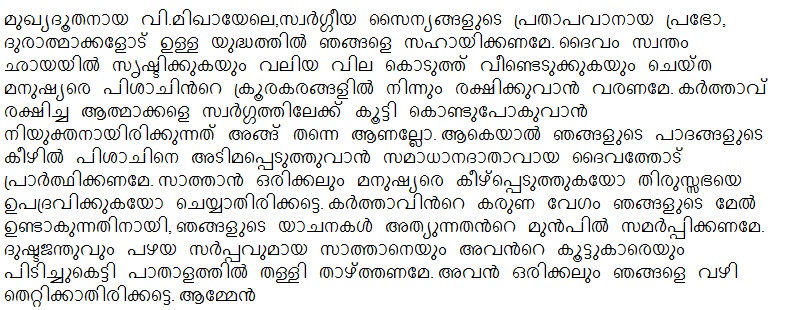 മുഖ്യദൂതനായ വി.മിഖായേലെ,സ്വർഗ്ഗീയ സൈന്യങ്ങളുടെ പ്രതാപവാനായ പ്രഭോ,
ദുരാത്മാക്കളോട് ഉള്ള യുദ്ധത്തിൽ ഞങ്ങളെ സഹായിക്കണമേ. ദൈവം സ്വന്തം
ഛായയിൽ സൃഷ്ടിക്കുകയും വലിയ വില കൊടുത്ത് വീണ്ടെടുക്കുകയും ചെയ്ത
മനുഷ്യരെ പിശാചിൻറെ ക്രൂരകരങ്ങളിൽ നിന്നും രക്ഷിക്കുവാൻ വരണമേ. കർത്താവ്
രക്ഷിച്ച ആത്മാക്കളെ സ്വർഗ്ഗത്തിലേക്ക് കൂട്ടി കൊണ്ടുപോകുവാൻ
നിയുക്തനായിരിക്കുന്നത് അങ്ങ് തന്നെ ആണല്ലോ. ആകെയാൽ ഞങ്ങളുടെ പാദങ്ങളുടെ
കീഴിൽ പിശാചിനെ അടിമപ്പെടുത്തുവാൻ സമാധാനദാതാവായ ദൈവത്തോട്
പ്രാർത്ഥിക്കണമേ. സാത്താൻ ഒരിക്കലും മനുഷ്യരെ കീഴ്പ്പെടുത്തുകയോ തിരുസ്സഭയെ
ഉപദ്രവിക്കുകയോ ചെയ്യാതിരിക്കട്ടെ. കർത്താവിൻറെ കരുണ വേഗം ഞങ്ങളുടെ മേൽ
ഉണ്ടാകുന്നതിനായി, ഞങ്ങളുടെ യാചനകൾ അത്യുന്നതൻറെ മുൻപിൽ സമർപ്പിക്കണമേ.
ദുഷ്ടജന്തുവും പഴയ സർപ്പവുമായ സാത്താനെയും അവൻറെ കൂട്ടുകാരെയും
പിടിച്ചുകെട്ടി പാതാളത്തിൽ തള്ളി താഴ്ത്തണമേ. അവൻ ഒരിക്കലും ഞങ്ങളെ വഴി
തെറ്റിക്കാതിരിക്കട്ടെ. ആമ്മേൻ